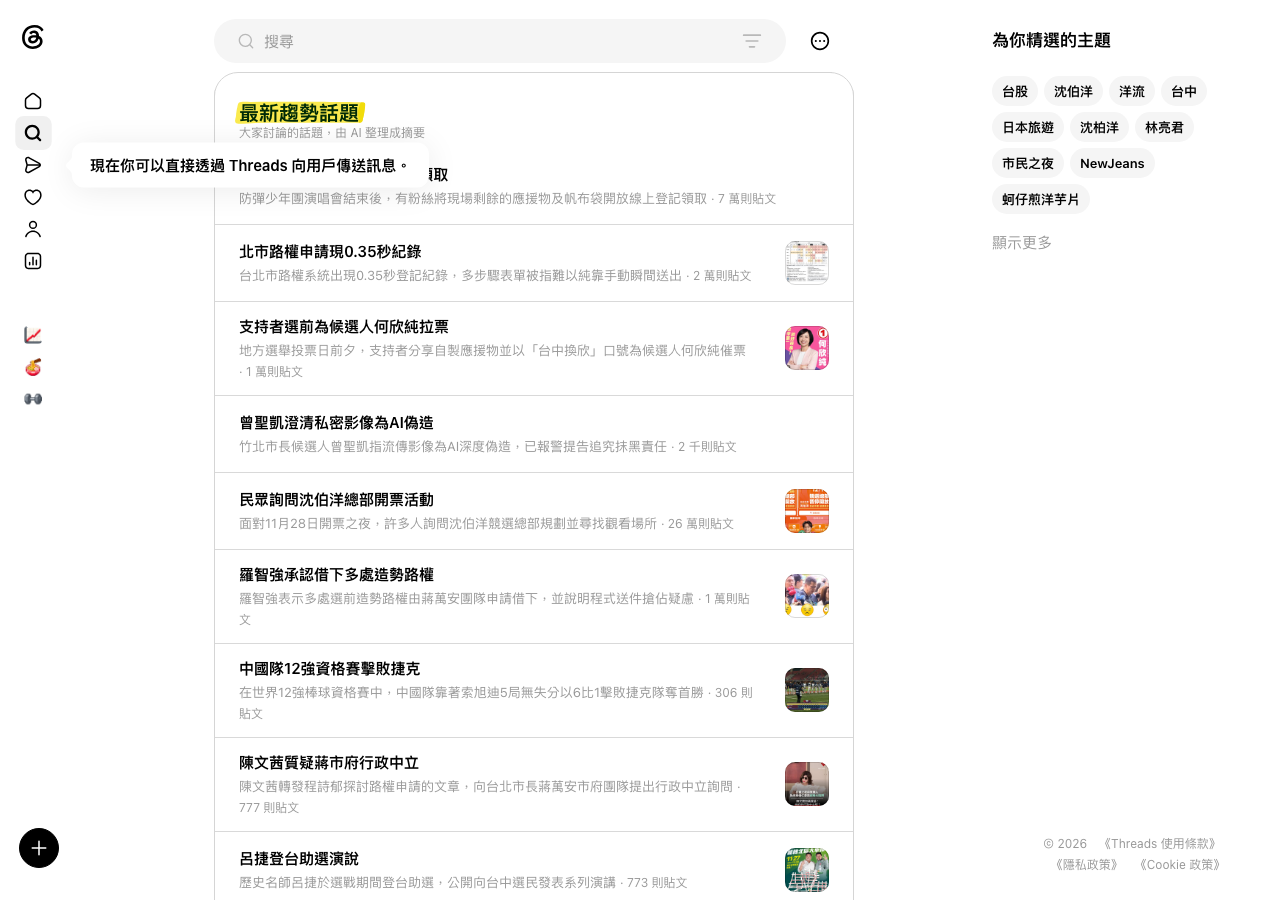 搜尋
最新趨勢話題
大家討論的話題，由 AI 整理成摘要
現在你可以直接透過 Threads 向用戶傳送訊息。
取
防彈少年團演唱會結束後，有粉絲將現場剩餘的應援物及帆布袋開放線上登記領取 · 7 萬則貼文
北市路權申請現0.35秒紀錄
台北市路權系統出現0.35秒登記紀錄，多步驟表單被指難以純靠手動瞬間送出 · 2 萬則貼文
支持者選前為候選人何欣純拉票
地方選舉投票日前夕，支持者分享自製應援物並以「台中換欣」口號為候選人何欣純催票
· 1 萬則貼文
何欣純
曾聖凱澄清私密影像為AI偽造
竹北市長候選人曾聖凱指流傳影像為AI深度偽造，已報警提告追究抹黑責任 · 2 千則貼文
民眾詢問沈伯洋總部開票活動
面對11月28日開票之夜，許多人詢問沈伯洋競選總部規劃並尋找觀看場所 · 26 萬則貼文
羅智強承認借下多處造勢路權
羅智強表示多處選前造勢路權由蔣萬安團隊申請借下，並說明程式送件搶佔疑慮 · 1 萬則貼
文
中國隊12強資格賽擊敗捷克
在世界12強棒球資格賽中，中國隊靠著索旭迪5局無失分以6比1擊敗捷克隊奪首勝 · 306 則
貼文
陳文茜質疑蔣市府行政中立
陳文茜轉發程詩郁探討路權申請的文章，向台北市長蔣萬安市府團隊提出行政中立詢問 ·
777 則貼文
呂捷登台助選演說
歷史名師呂捷於選戰期間登台助選，公開向台中選民發表系列演講 · 773 則貼文
為你精選的主題
台股
沈伯洋
洋流
台中
日本旅遊
沈柏洋
林亮君
市民之夜
NewJeans
蚵仔煎洋芋片
顯示更多
© 2026
《Threads 使用條款》
《隱私政策》
《Cookie 政策》